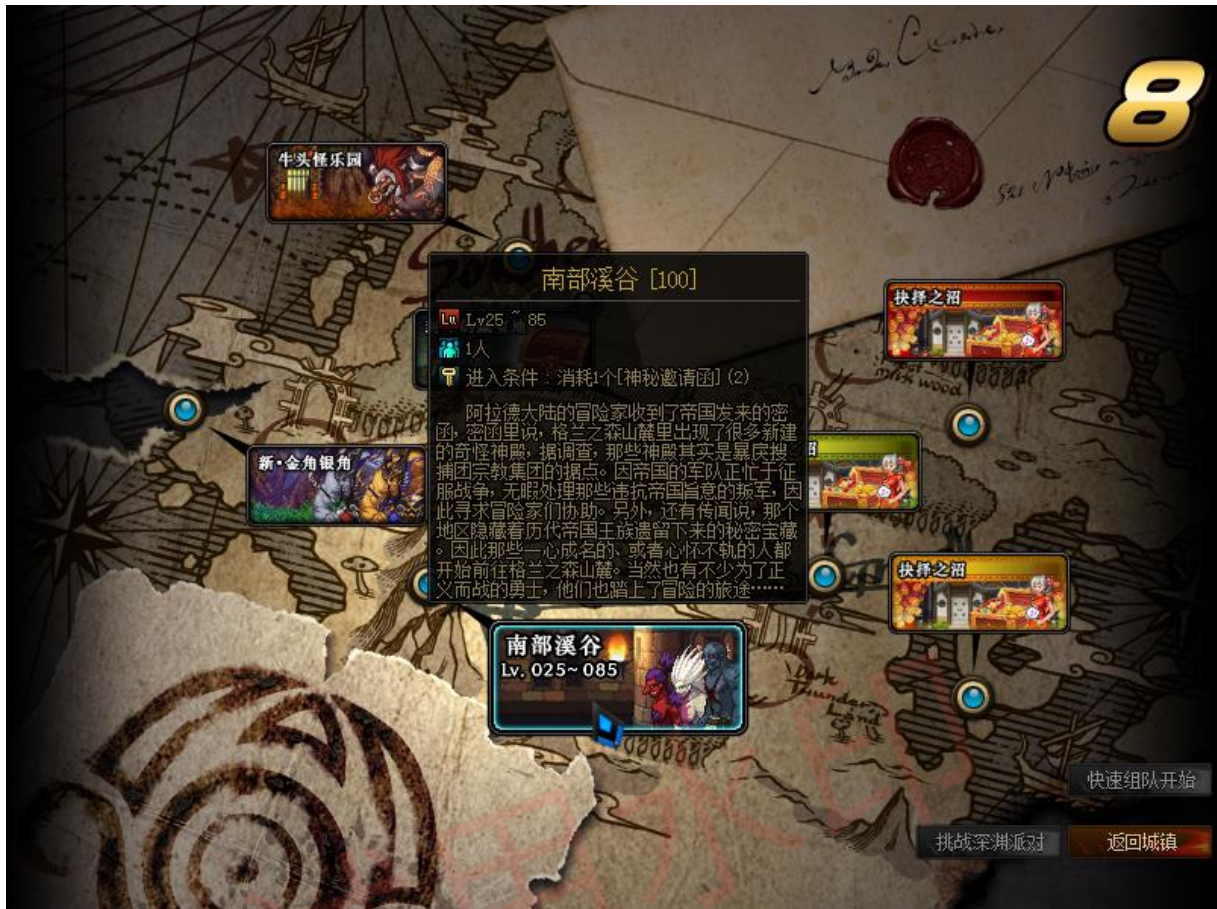 8
牛头怪乐园
南部溪谷 [100]
Lv Lv25 ~ 85
1人
进入条件：消耗1个[神秘邀请函] (2)
阿拉德大陆的冒险家收到了帝国发来的密
函，密函里说，格兰之森山麓里出现了很多新建
的奇怪神殿，据调查，那些神殿其实是暴戾搜
捕团宗教集团的据点。因帝国的军队正忙于征
服战争，无暇处理那些违抗帝国旨意的叛军，因
此寻求冒险家们协助。另外，还有传闻说，那个
地区隐藏着历代帝国王族遗留下来的秘密宝藏
。因此那些一心成名的、或者心怀不轨的人都
开始前往格兰之森山麓。当然也有不少为了正
义而战的勇士，他们也踏上了冒险的旅途……
抉择之沼
新·金角银角
沼
抉择之沼
南部溪谷
Lv. 025~085
Dark
Thunder
Land
快速组队开始
挑战深渊派对
返回城镇